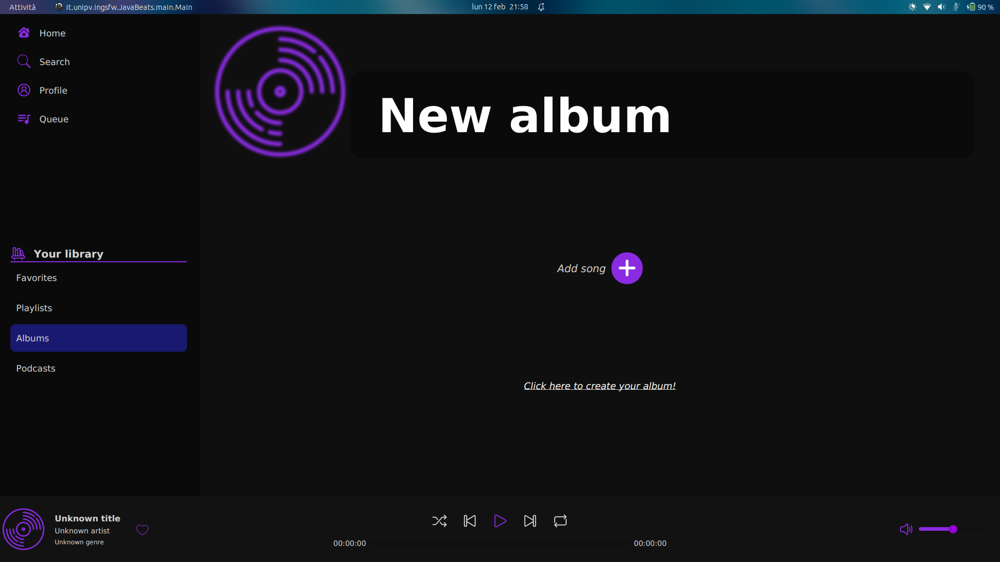 Attività it.unipv.ingsfw.JavaBeats.main.Main lun 12 feb 21:58 90 %
Home
Search
Profile
Queue
New album
Your library
Favorites
Playlists
Albums
Podcasts
Add song
Click here to create your album!
Unknown title
Unknown artist
Unknown genre
00:00:00 00:00:00